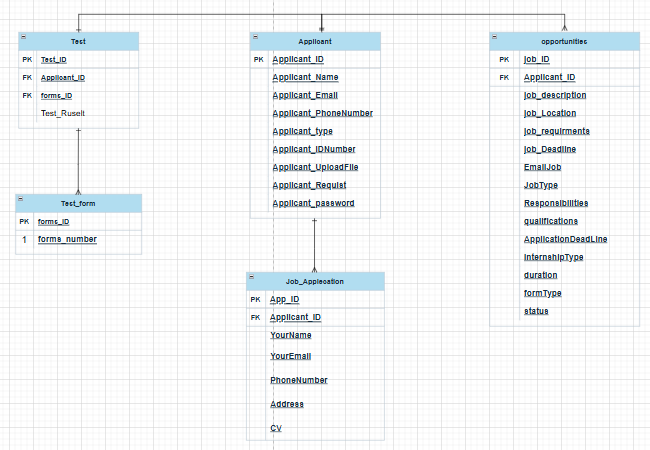 Test
PK Test_ID
FK Applicant_ID
FK forms_ID
Test_Ruselt
Test_form
PK forms_ID
1 forms_number
Applicant
PK Applicant_ID
Applicant_Name
Applicant_Email
Applicant_PhoneNumber
Applicant_type
Applicant_IDNumber
Applicant_UploadFile
Applicant_Requist
Applicant_password
Job_Applecation
PK App_ID
FK Applicant_ID
YourName
YourEmail
PhoneNumber
Address
CV
opportunities
PK job_ID
FK Applicant_ID
job_description
job_Location
job_requirments
job_Deadline
EmailJob
JobType
Responsibilities
qualifications
ApplicationDeadLine
internshipType
duration
formType
status